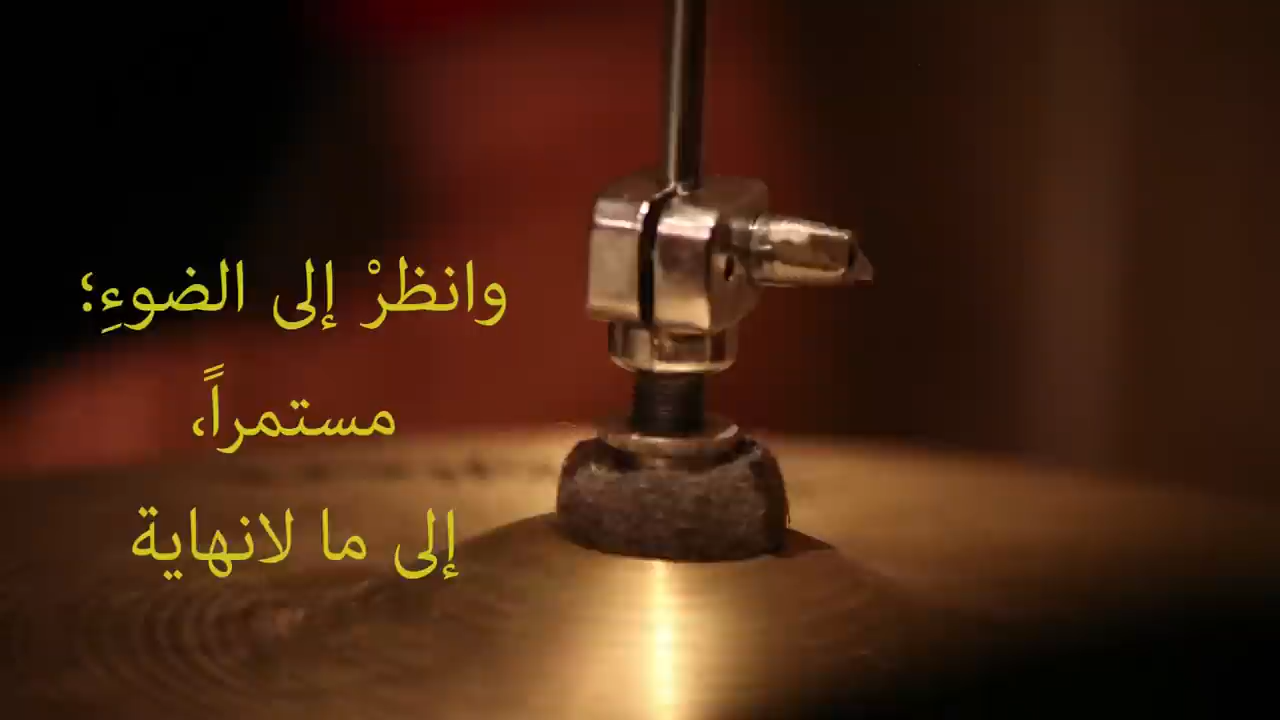 وانظرْ إلى الضوءِ؛
مستمراً،
إلى ما لانهاية